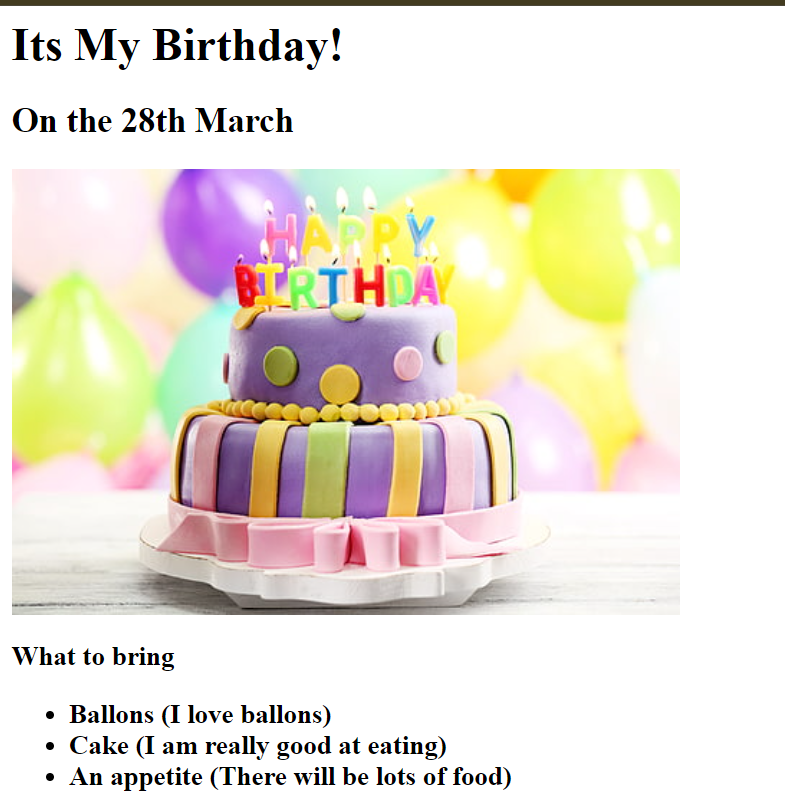 Its My Birthday!
On the 28th March
HAPPY
BIRTHDAY
What to bring
Ballons (I love ballons)
Cake (I am really good at eating)
An appetite (There will be lots of food)